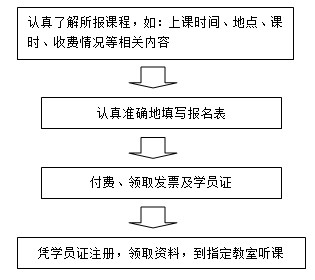 认真了解所报课程，如：上课时间、地点、课
时、收费情况等相关内容
认真准确地填写报名表
付费、领取发票及学员证
凭学员证注册，领取资料，到指定教室听课